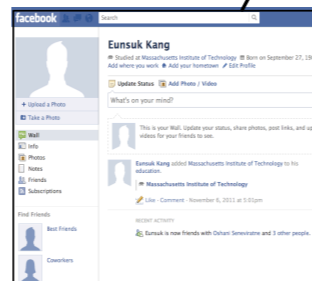 facebook
Search
Eunsuk Kang
Studied at Massachusetts Institute of Technology Born on September 27, 19
Add where you work Add your hometown Edit Profile
Update Status Add Photo / Video
What's on your mind?
+ Upload a Photo
Take a Photo
This is your Wall. Update your status, share photos, post links, and up
videos for your friends to see.
Wall
Info
Photos
Notes
Friends
Subscriptions
Eunsuk Kang added Massachusetts Institute of Technology to his
education.
Massachusetts Institute of Technology
Like · Comment · November 6, 2011 at 5:01pm
RECENT ACTIVITY
Eunsuk is now friends with Oshani Seneviratne and 3 other people.
Find Friends
Best Friends
Coworkers